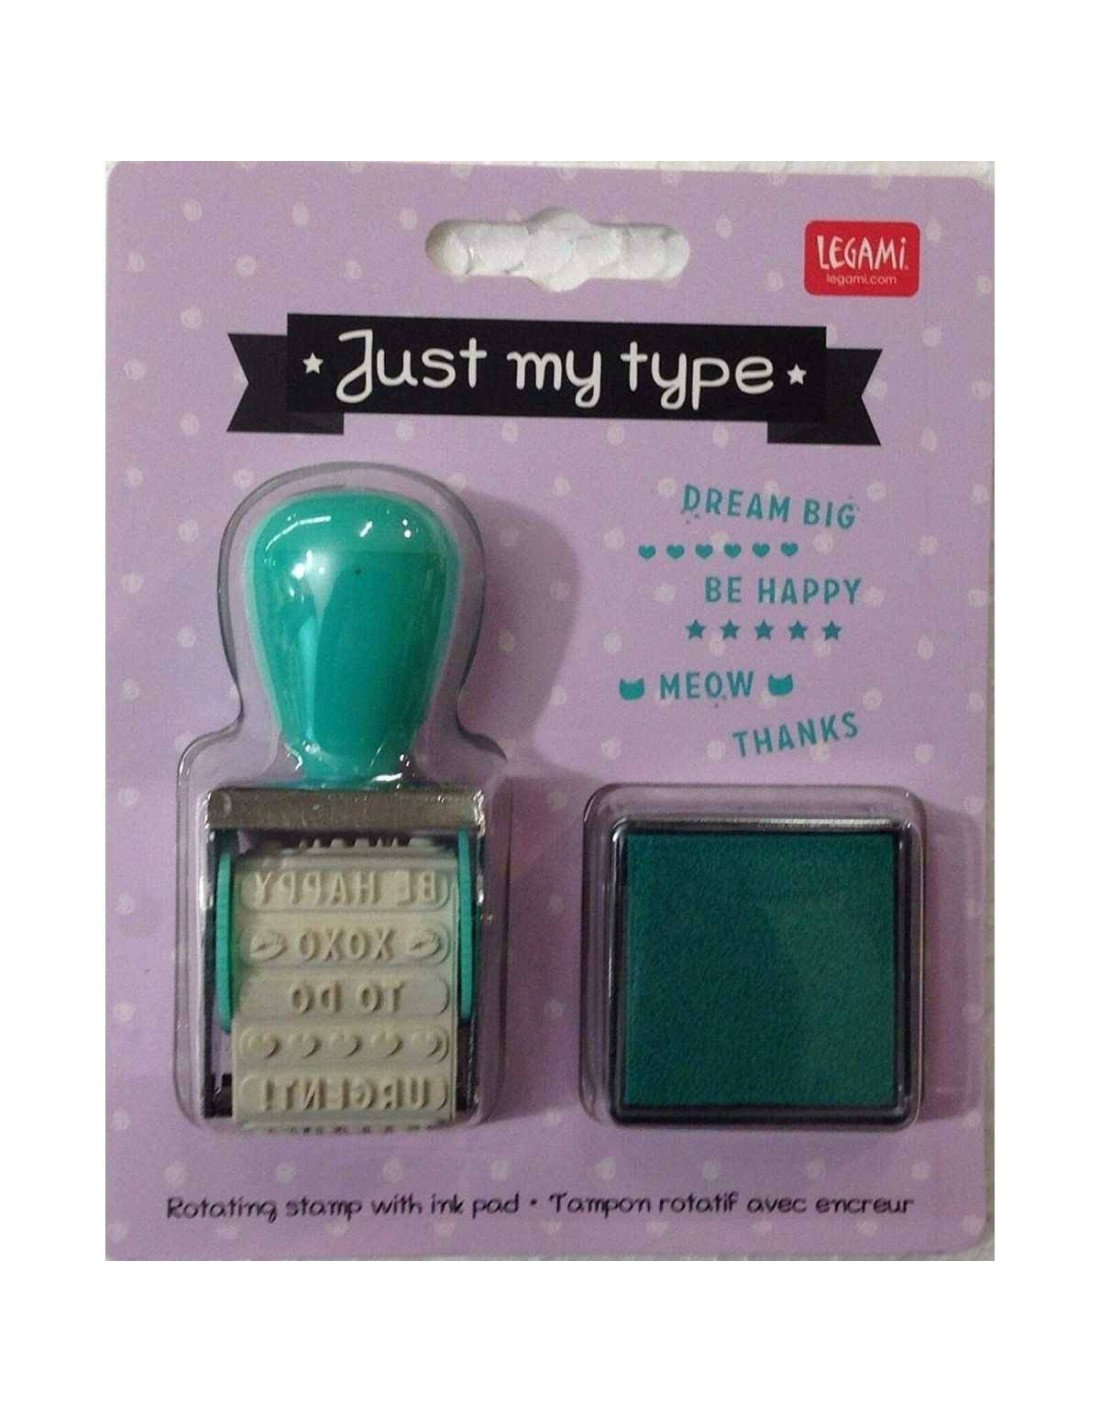 LEGAMi
legami.com
Just my type
DREAM BIG
BE HAPPY
MEOW
THANKS
BE HAPPY
XOXO
TO DO
URGENT!
Rotating stamp with ink pad • Tampon rotatif avec encreur